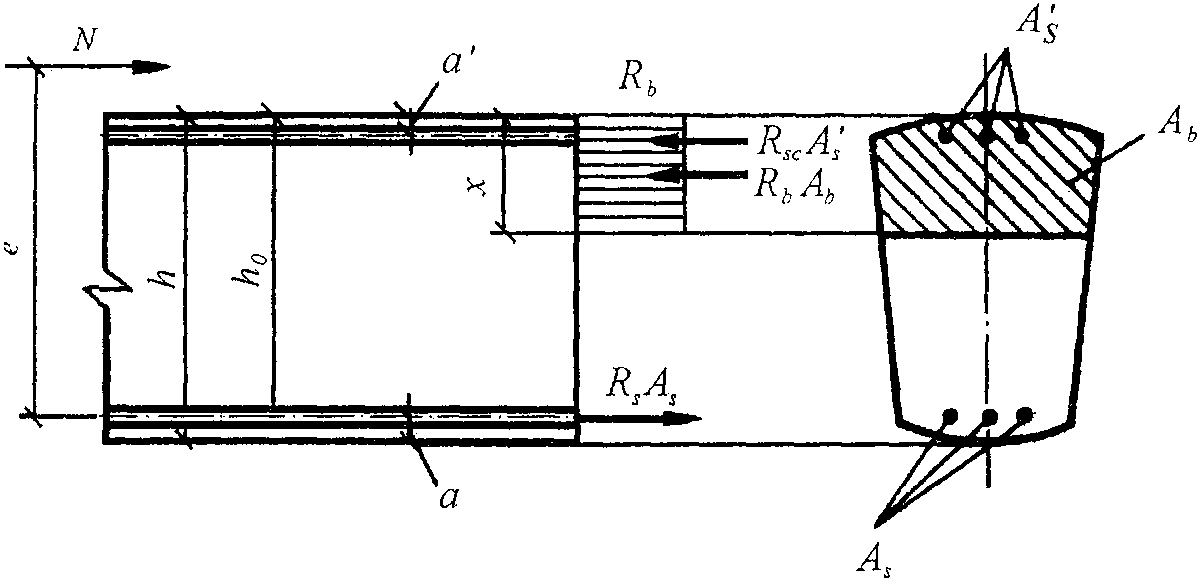 N
a'
R_b
A'_S
R_sc A'_s
A_b
R_b A_b
x
e
h
h_0
R_s A_s
a
A_s